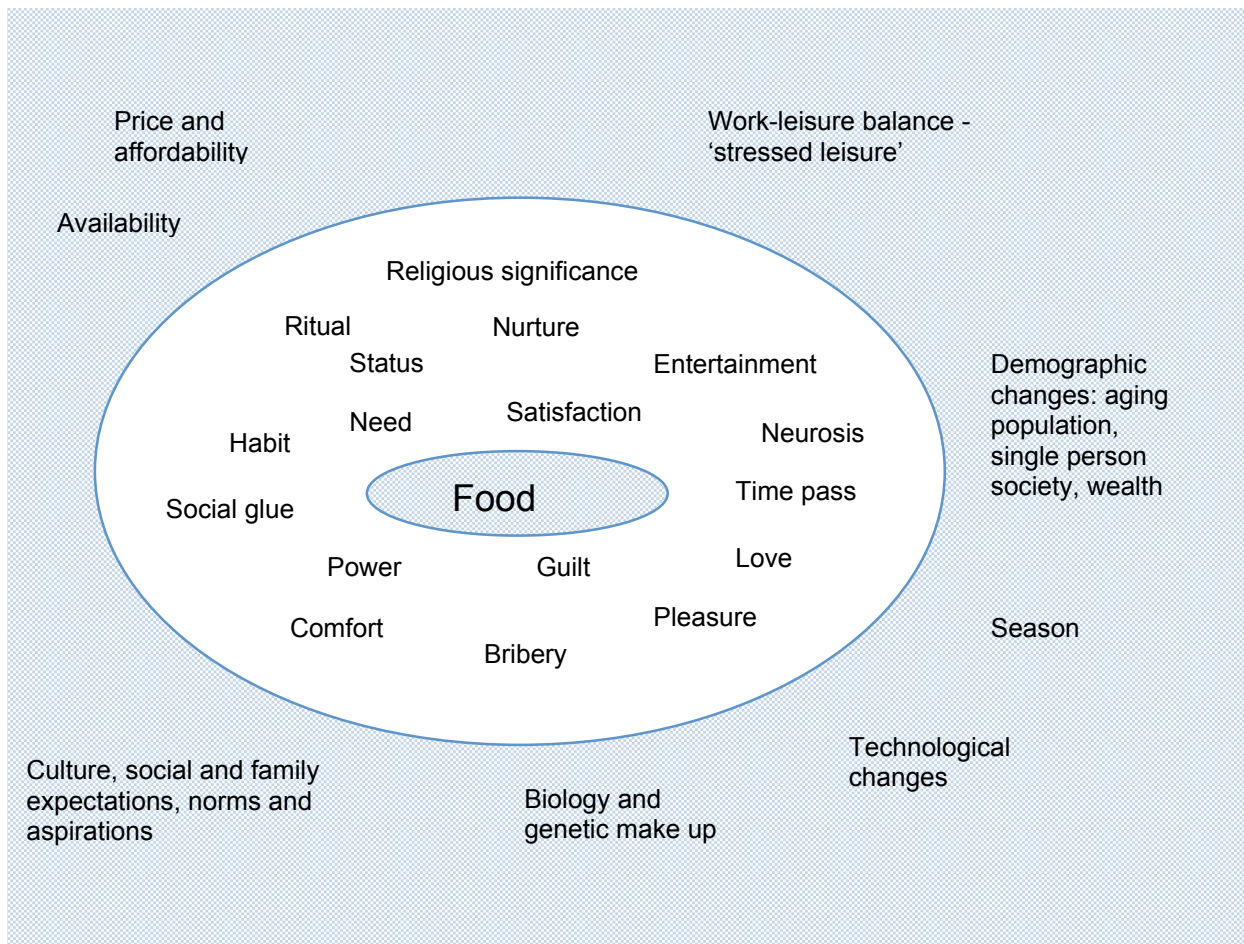 Price and
affordability
Work-leisure balance -
‘stressed leisure’
Availability
Religious significance
Ritual
Nurture
Status
Entertainment
Demographic
changes: aging
population,
single person
society, wealth
Satisfaction
Need
Habit
Neurosis
Food
Time pass
Social glue
Power
Guilt
Love
Pleasure
Comfort
Season
Bribery
Technological
changes
Culture, social and family
expectations, norms and
aspirations
Biology and
genetic make up